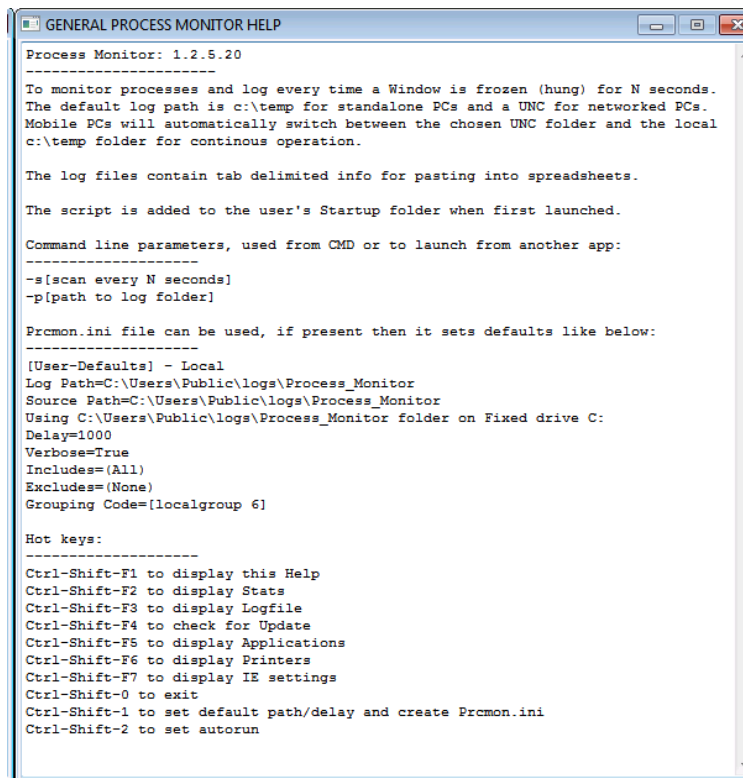 GENERAL PROCESS MONITOR HELP
Process Monitor: 1.2.5.20
----------------------
To monitor processes and log every time a Window is frozen (hung) for N seconds.
The default log path is c:\temp for standalone PCs and a UNC for networked PCs.
Mobile PCs will automatically switch between the chosen UNC folder and the local
c:\temp folder for continous operation.
The log files contain tab delimited info for pasting into spreadsheets.
The script is added to the user's Startup folder when first launched.
Command line parameters, used from CMD or to launch from another app:
--------------------
-s[scan every N seconds]
-p[path to log folder]
Prcmon.ini file can be used, if present then it sets defaults like below:
--------------------
[User-Defaults] - Local
Log Path=C:\Users\Public\logs\Process_Monitor
Source Path=C:\Users\Public\logs\Process_Monitor
Using C:\Users\Public\logs\Process_Monitor folder on Fixed drive C:
Delay=1000
Verbose=True
Includes=(All)
Excludes=(None)
Grouping Code=[localgroup 6]
Hot keys:
--------------------
Ctrl-Shift-F1 to display this Help
Ctrl-Shift-F2 to display Stats
Ctrl-Shift-F3 to display Logfile
Ctrl-Shift-F4 to check for Update
Ctrl-Shift-F5 to display Applications
Ctrl-Shift-F6 to display Printers
Ctrl-Shift-F7 to display IE settings
Ctrl-Shift-0 to exit
Ctrl-Shift-1 to set default path/delay and create Prcmon.ini
Ctrl-Shift-2 to set autorun